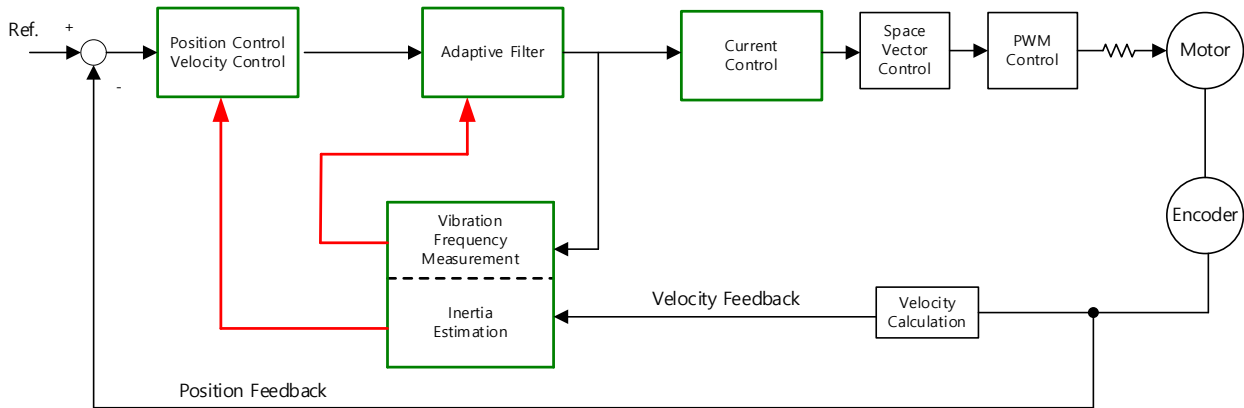 Ref.
+
-
Position Control
Velocity Control
Adaptive Filter
Current
Control
Space
Vector
Control
PWM
Control
Motor
Encoder
Vibration
Frequency
Measurement
Inertia
Estimation
Velocity Feedback
Velocity
Calculation
Position Feedback